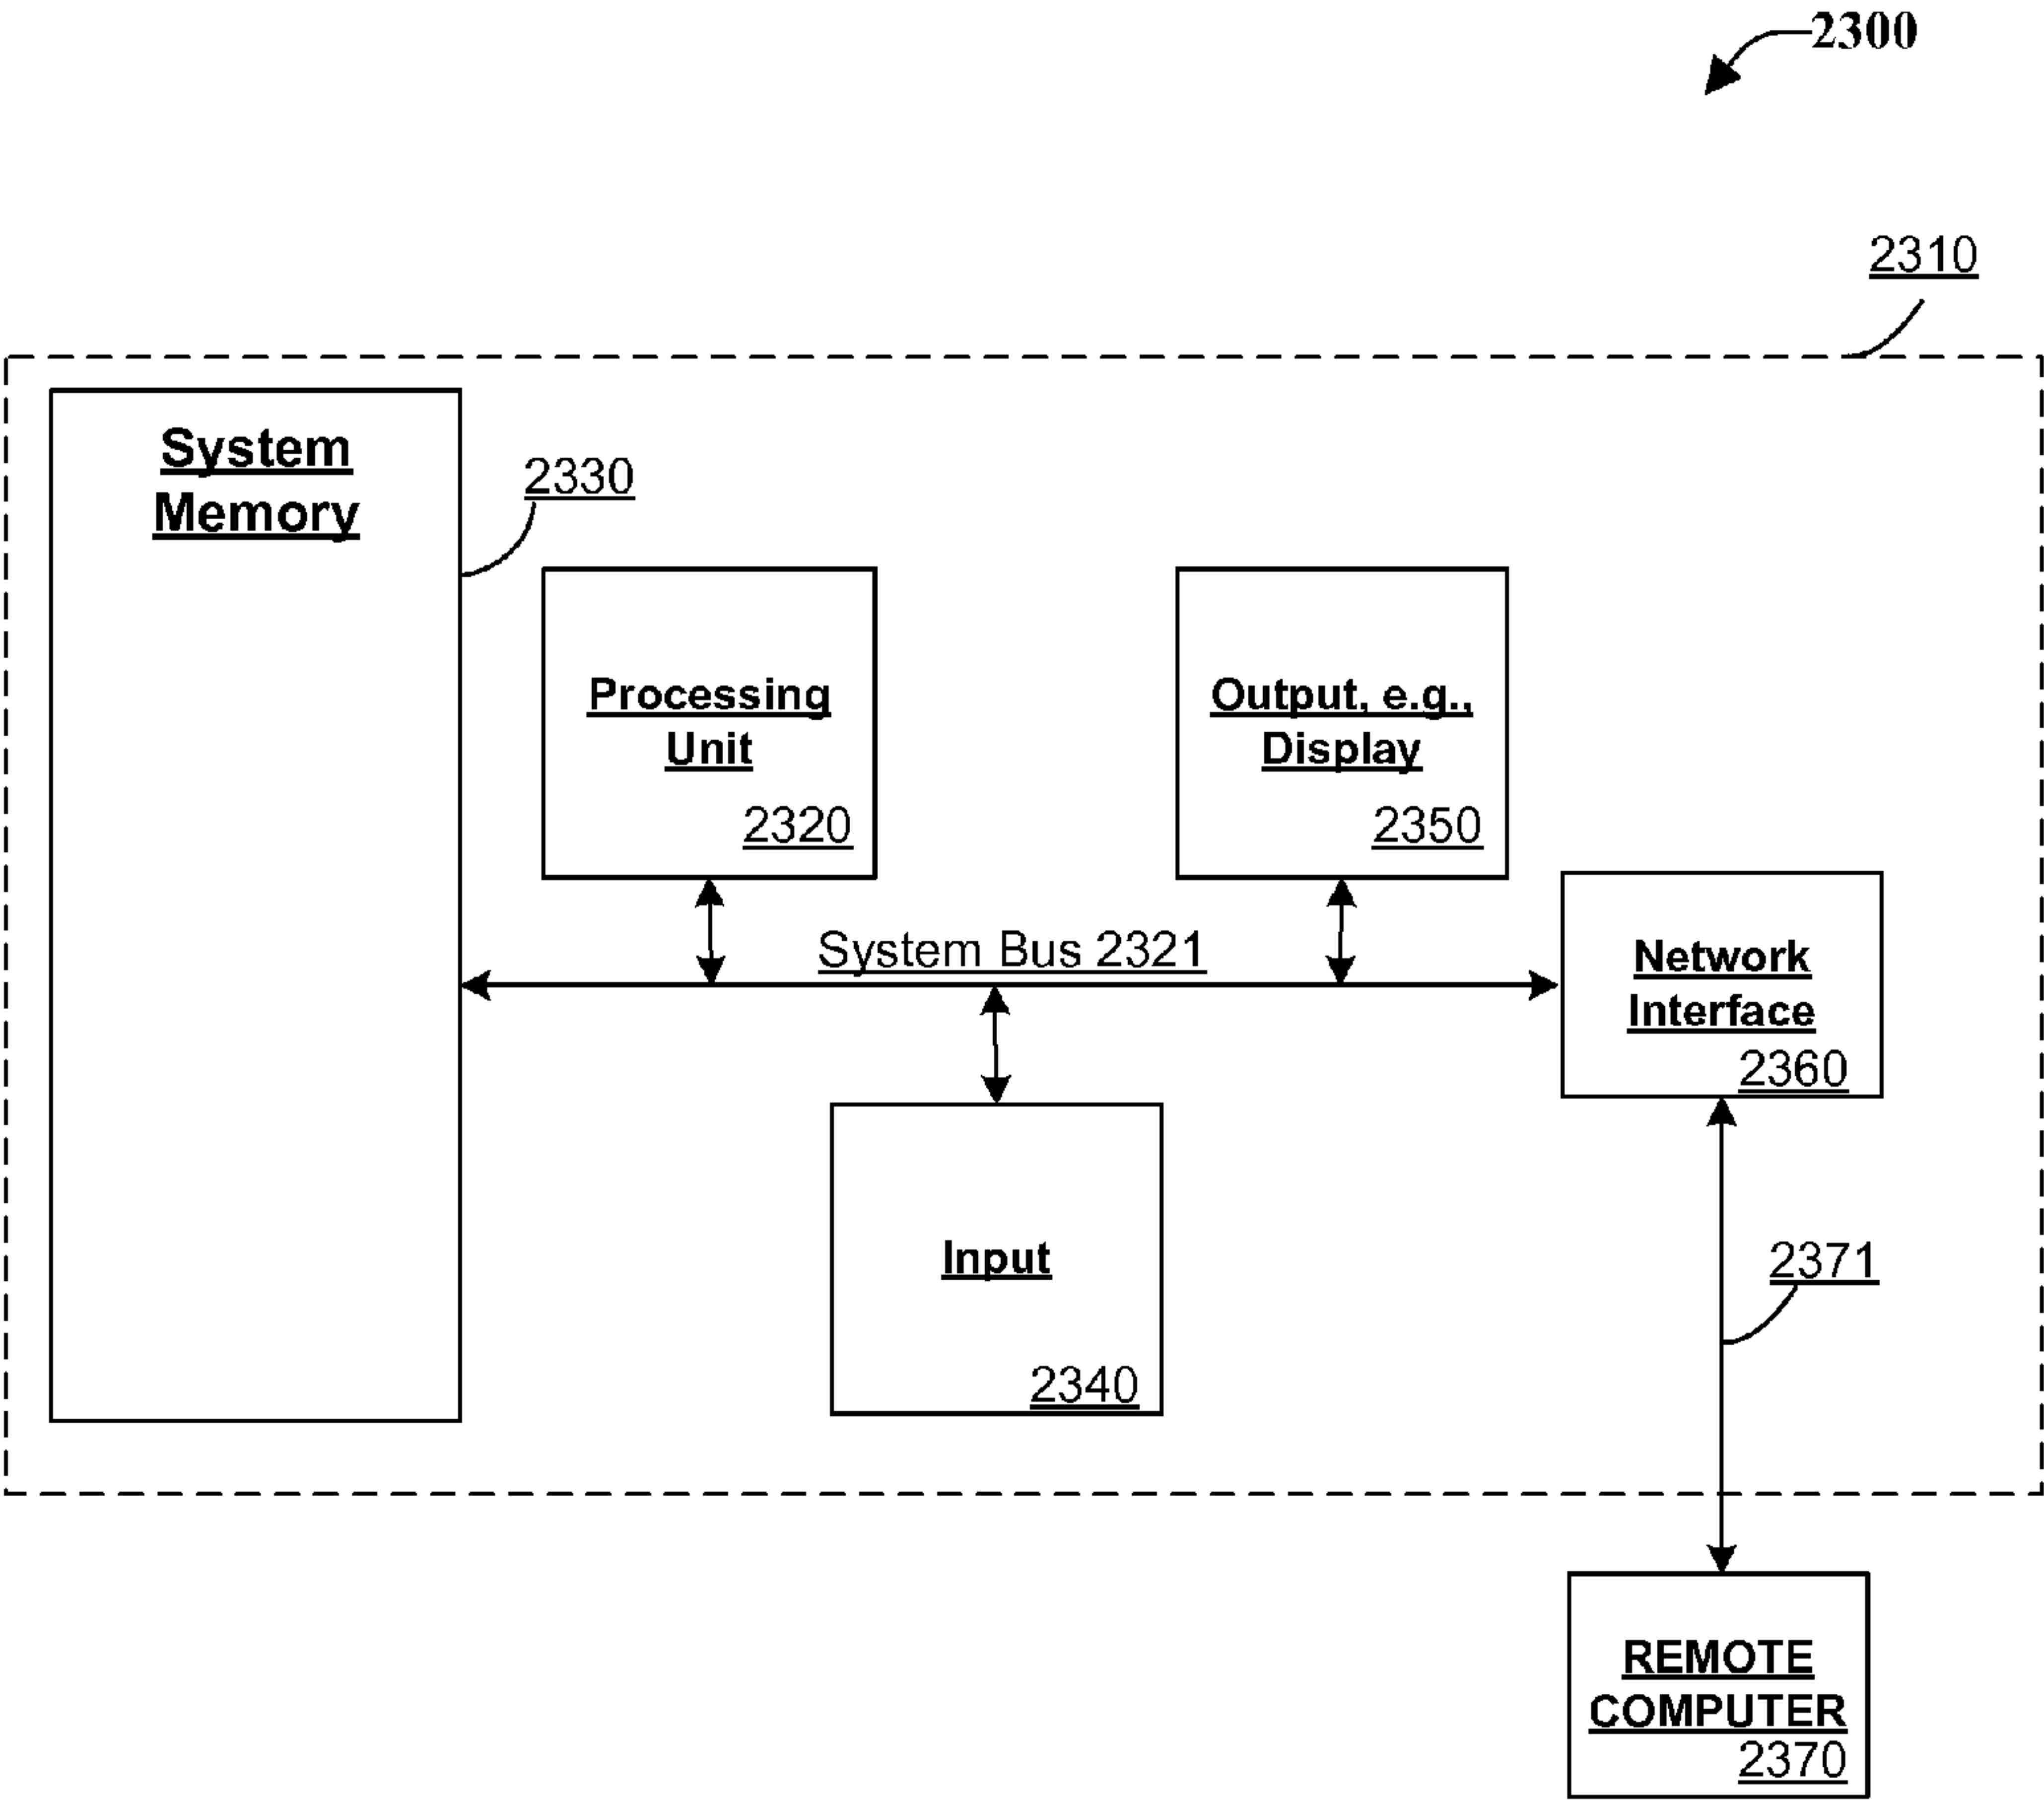 2300
2310
System
Memory
2330
Processing
Unit
2320
Output, e.g.,
Display
2350
System Bus 2321
Network
Interface
2360
Input
2340
2371
REMOTE
COMPUTER
2370